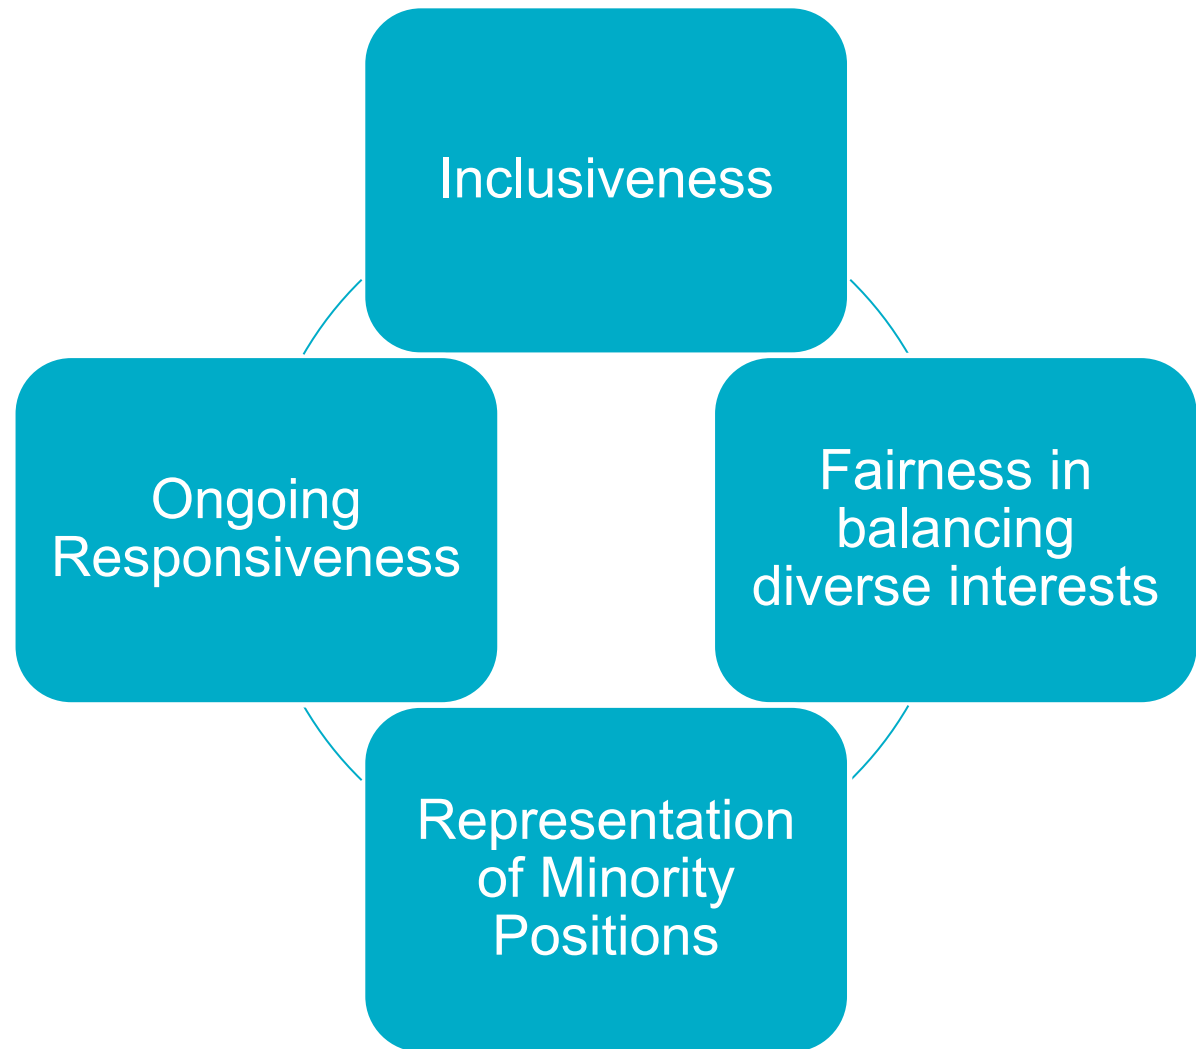 Inclusiveness
Fairness in
balancing
diverse interests
Representation
of Minority
Positions
Ongoing
Responsiveness